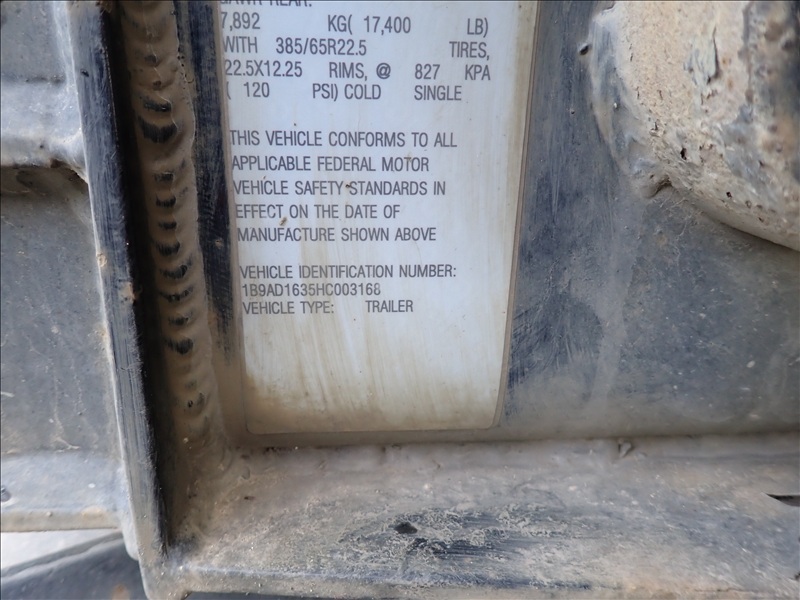 GAWR REAR:
7,892 KG( 17,400 LB)
WITH 385/65R22.5 TIRES,
22.5X12.25 RIMS, @ 827 KPA
( 120 PSI) COLD SINGLE
THIS VEHICLE CONFORMS TO ALL
APPLICABLE FEDERAL MOTOR
VEHICLE SAFETY STANDARDS IN
EFFECT ON THE DATE OF
MANUFACTURE SHOWN ABOVE
VEHICLE IDENTIFICATION NUMBER:
1B9AD1635HC003168
VEHICLE TYPE: TRAILER